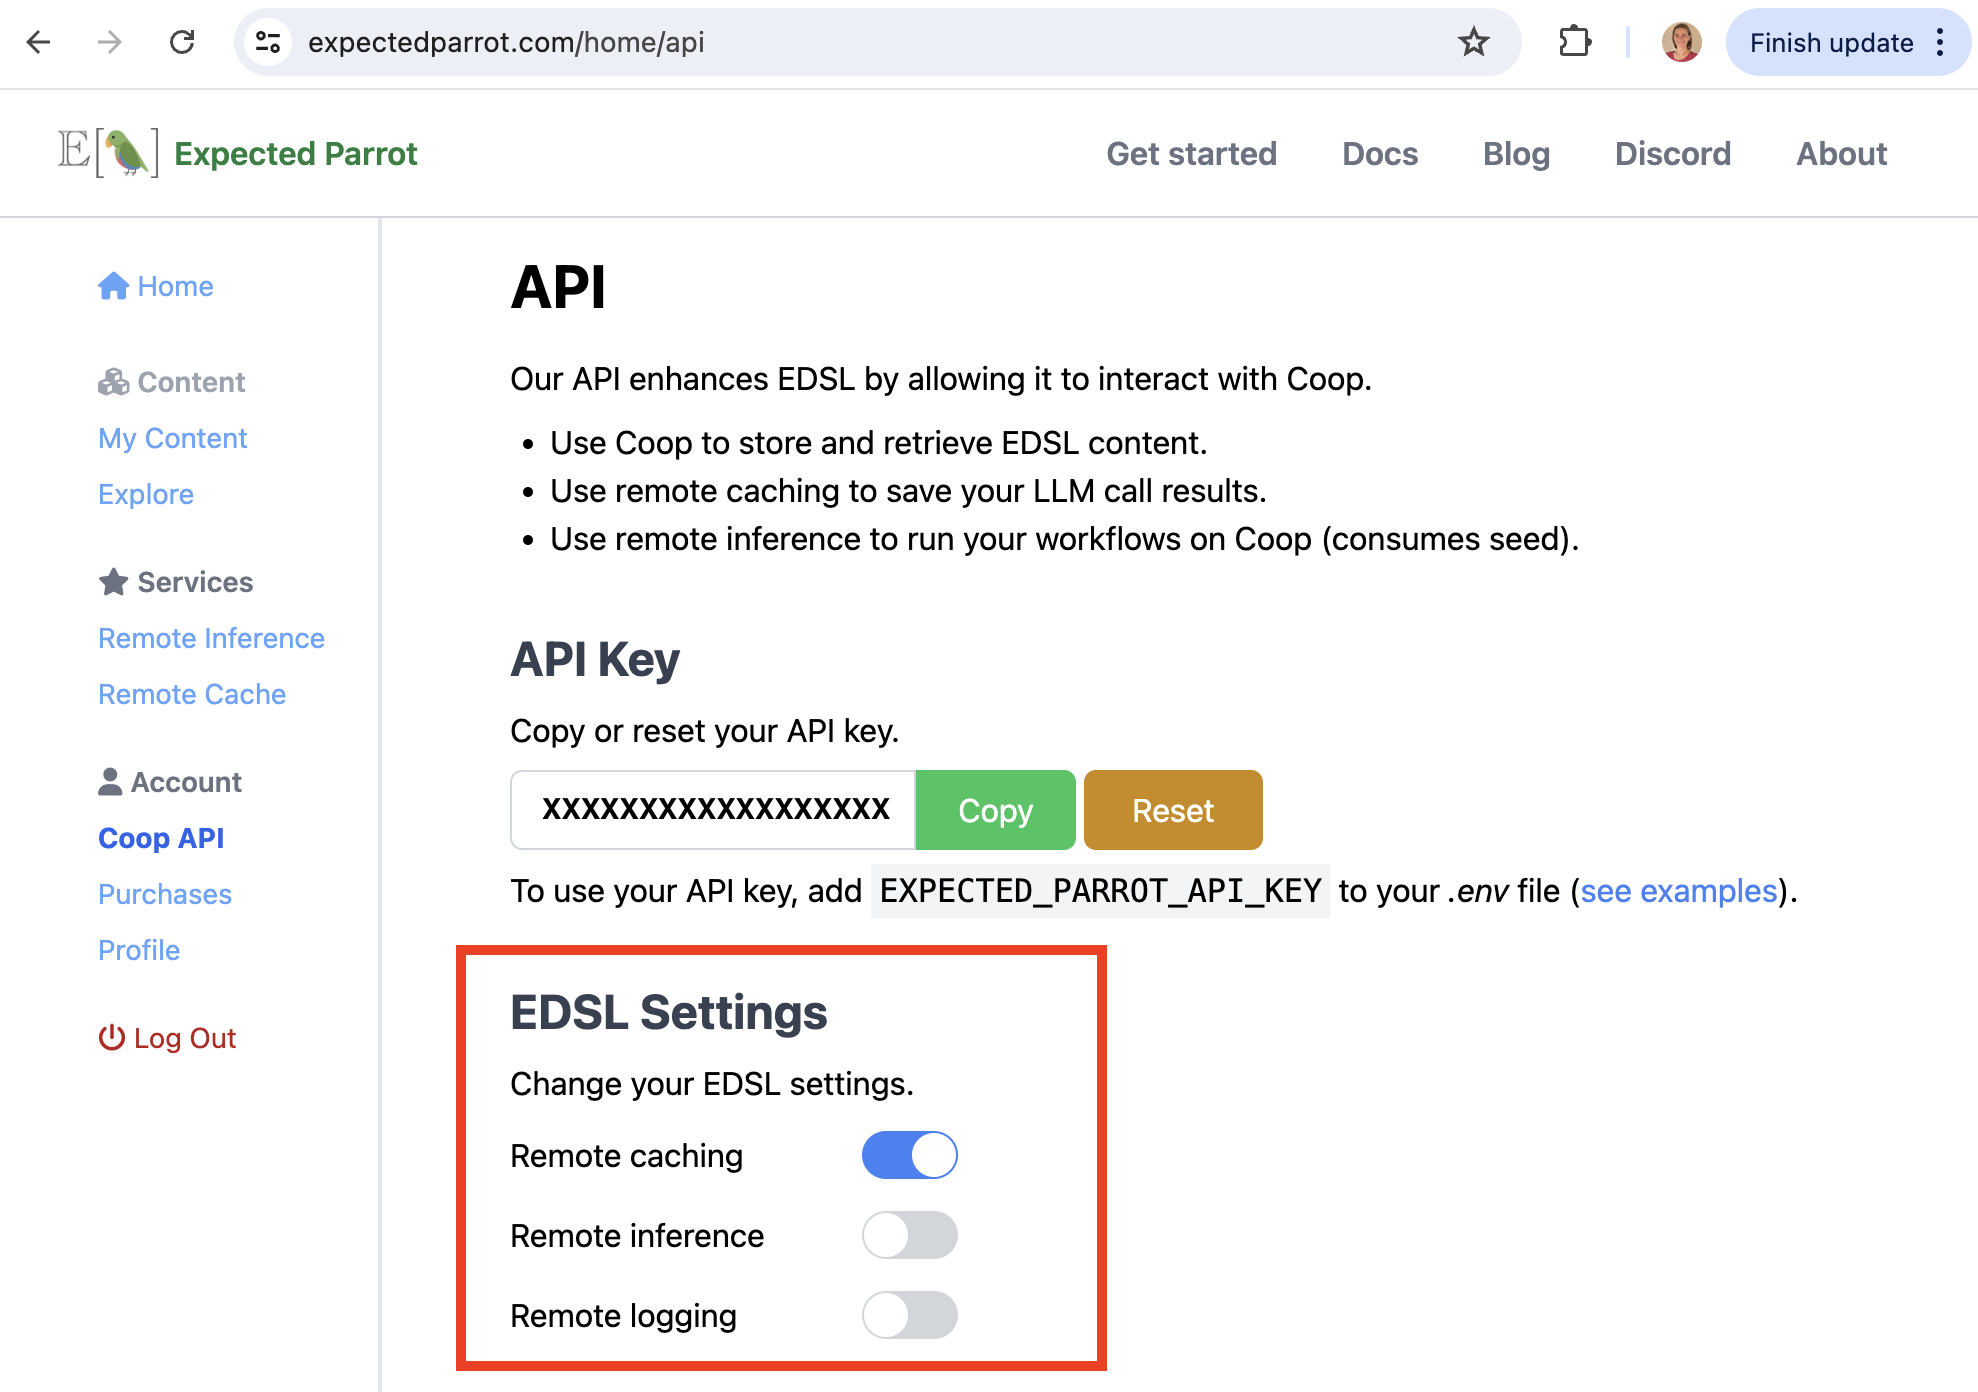 expectedparrot.com/home/api
Finish update
E[ ] Expected Parrot
Get started
Docs
Blog
Discord
About
Home
Content
My Content
Explore
Services
Remote Inference
Remote Cache
Account
Coop API
Purchases
Profile
Log Out
API
Our API enhances EDSL by allowing it to interact with Coop.
• Use Coop to store and retrieve EDSL content.
• Use remote caching to save your LLM call results.
• Use remote inference to run your workflows on Coop (consumes seed).
API Key
Copy or reset your API key.
XXXXXXXXXXXXXXXXXX
Copy
Reset
To use your API key, add EXPECTED_PARROT_API_KEY to your .env file (see examples).
EDSL Settings
Change your EDSL settings.
Remote caching
Remote inference
Remote logging